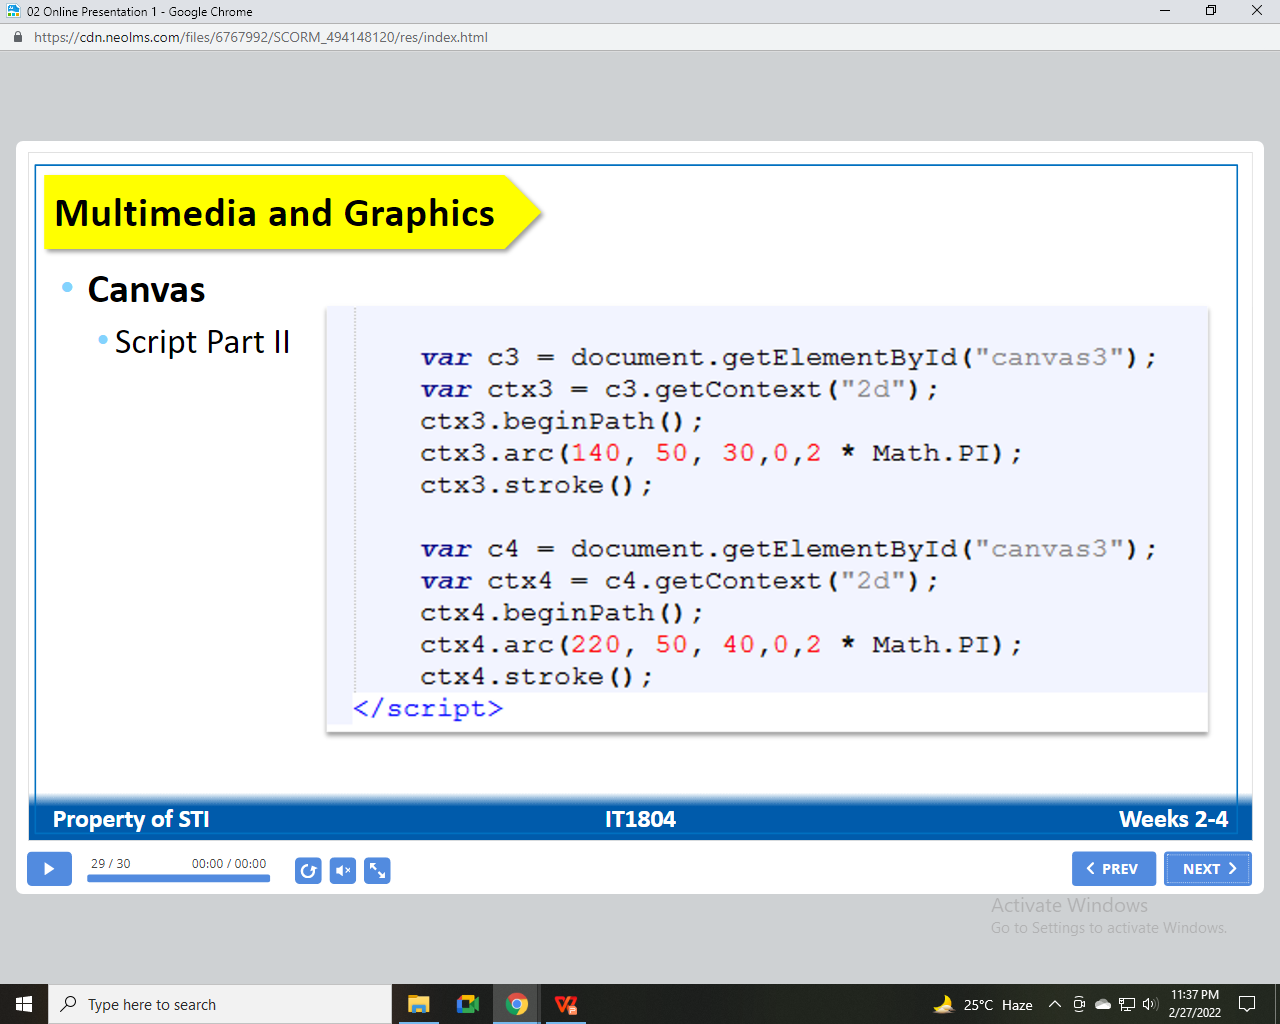 02 Online Presentation 1 - Google Chrome
https://cdn.neolms.com/files/6767992/SCORM_494148120/res/index.html
Multimedia and Graphics
• Canvas
• Script Part II
var c3 = document.getElementById("canvas3");
var ctx3 = c3.getContext("2d");
ctx3.beginPath();
ctx3.arc(140, 50, 30,0,2 * Math.PI);
ctx3.stroke();
var c4 = document.getElementById("canvas3");
var ctx4 = c4.getContext("2d");
ctx4.beginPath();
ctx4.arc(220, 50, 40,0,2 * Math.PI);
ctx4.stroke();
</script>
Property of STI IT1804 Weeks 2-4
29 / 30 00:00 / 00:00 PREV NEXT
Activate Windows
Go to Settings to activate Windows.
Type here to search 25°C Haze 11:37 PM
2/27/2022